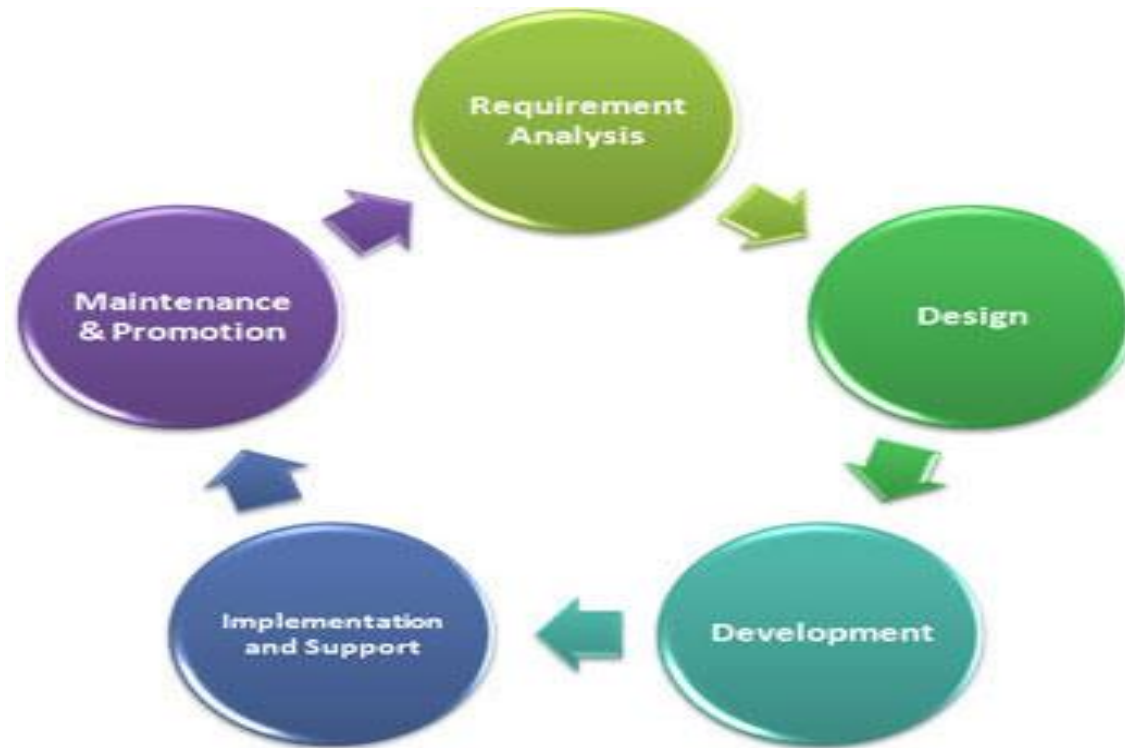 Requirement
Analysis
Design
Development
Implementation
and Support
Maintenance
& Promotion